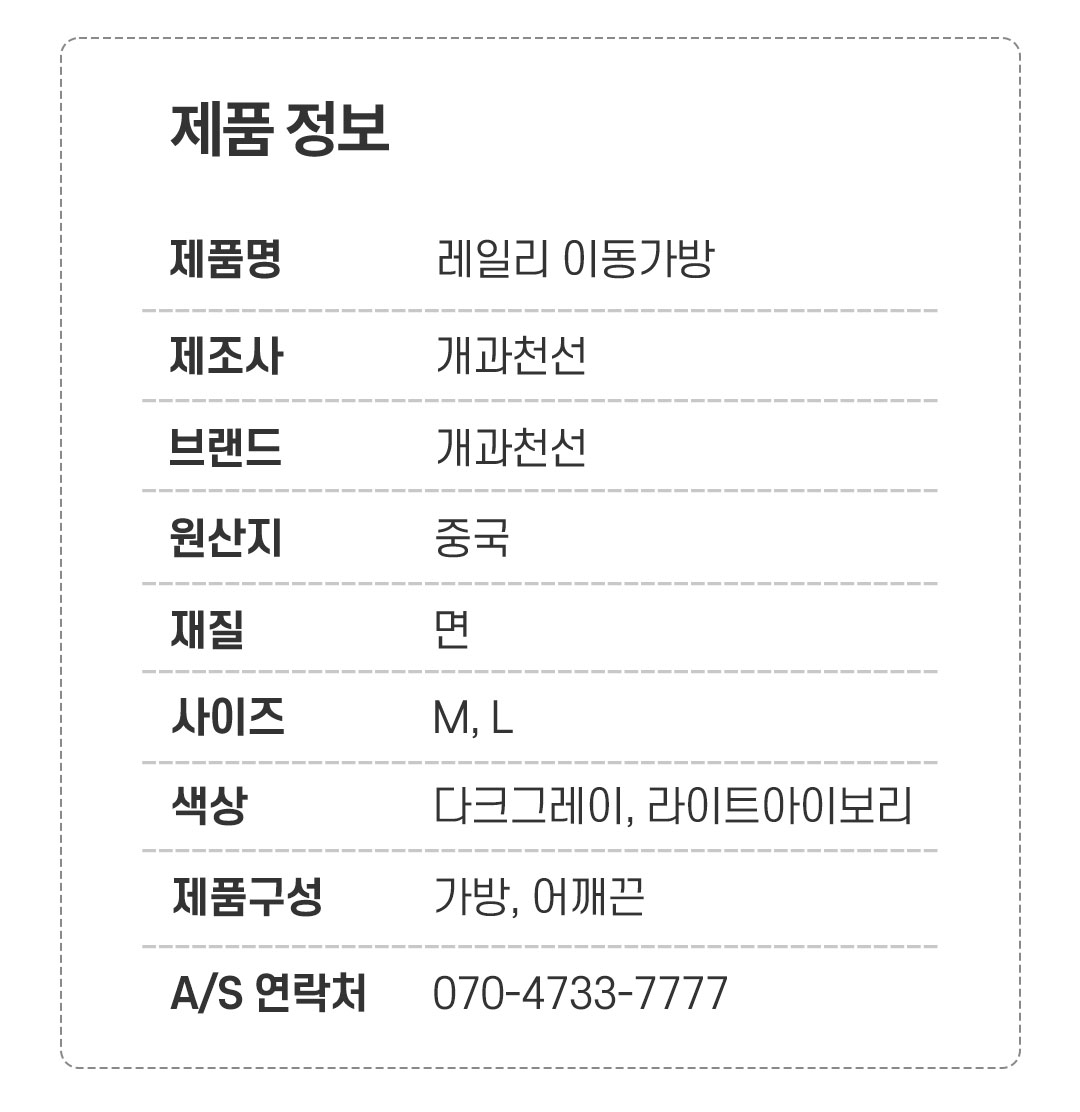 제품 정보
제품명 레일리 이동가방
제조사 개과천선
브랜드 개과천선
원산지 중국
재질 면
사이즈 M, L
색상 다크그레이, 라이트아이보리
제품구성 가방, 어깨끈
A/S 연락처 070-4733-7777